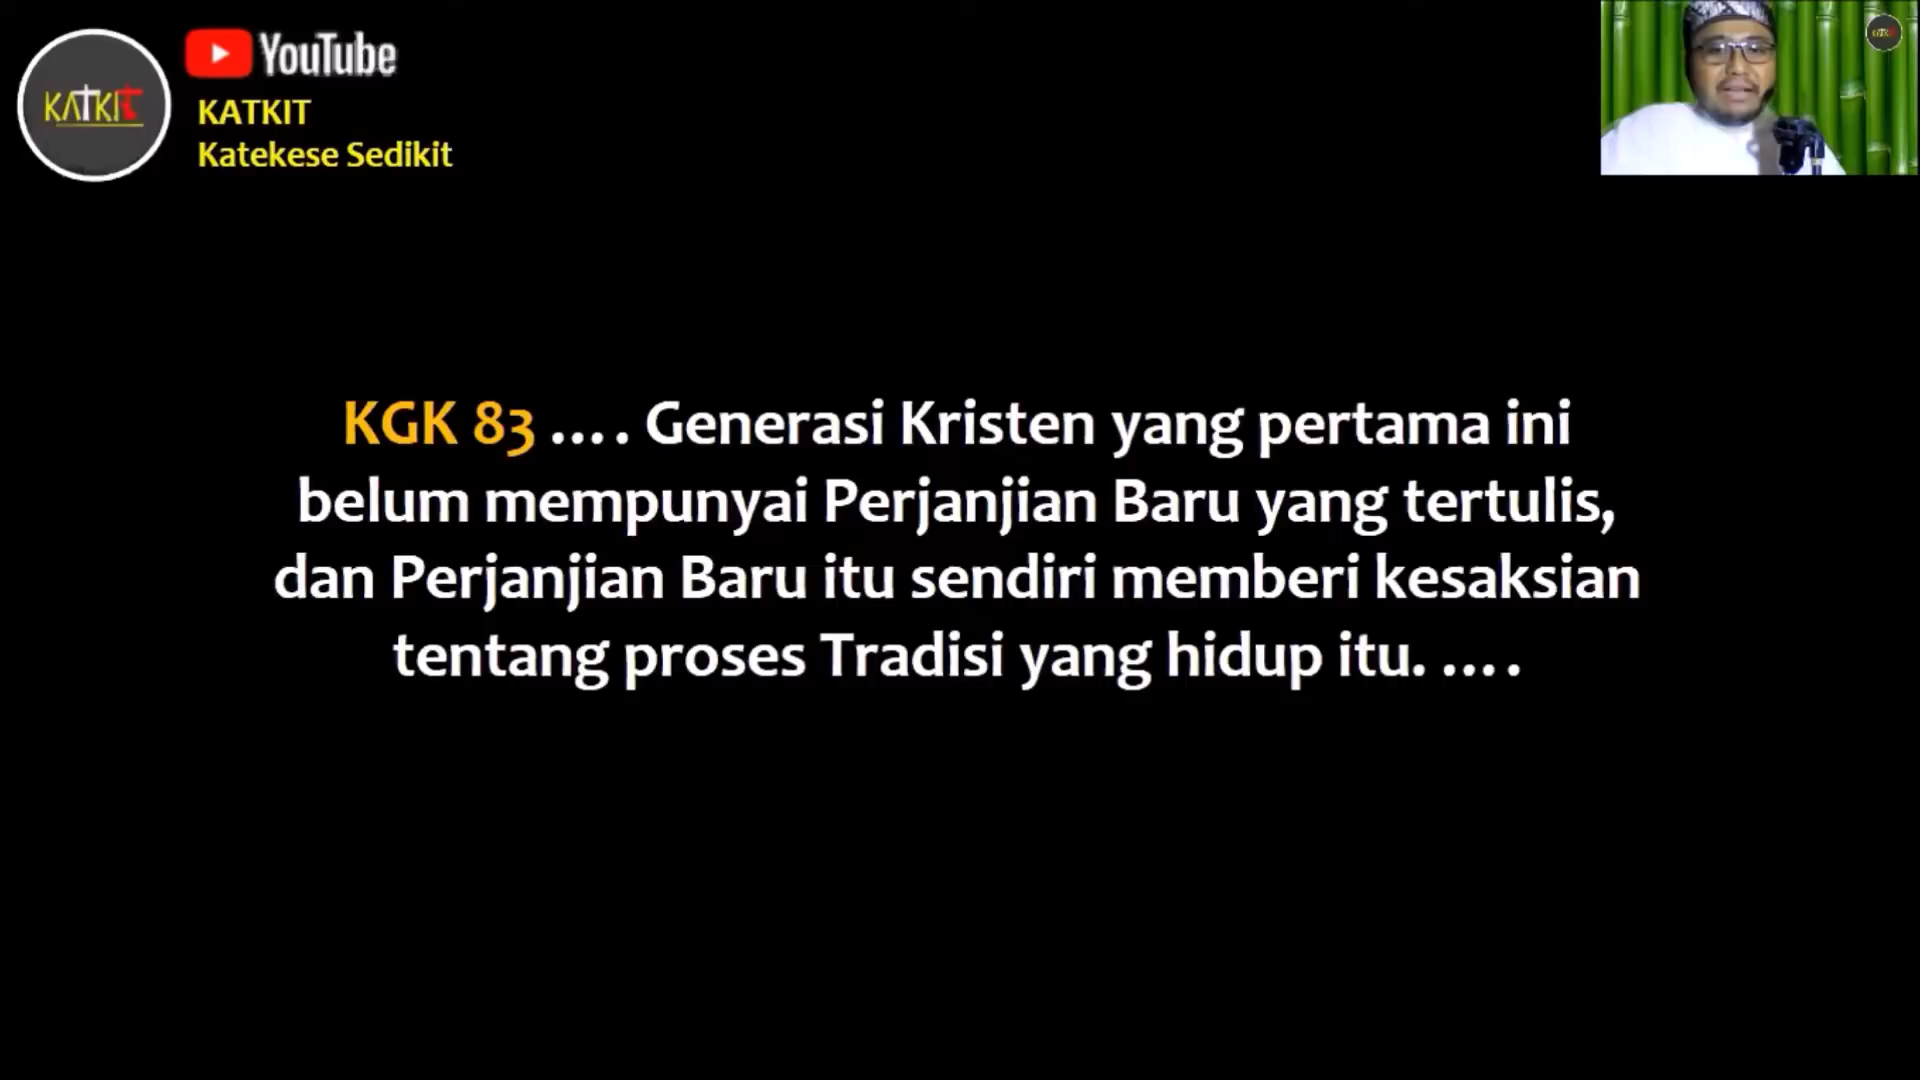 KATKIT
YouTube
KATKIT
Katekese Sedikit
KGK 83 .... Generasi Kristen yang pertama ini
belum mempunyai Perjanjian Baru yang tertulis,
dan Perjanjian Baru itu sendiri memberi kesaksian
tentang proses Tradisi yang hidup itu. ....